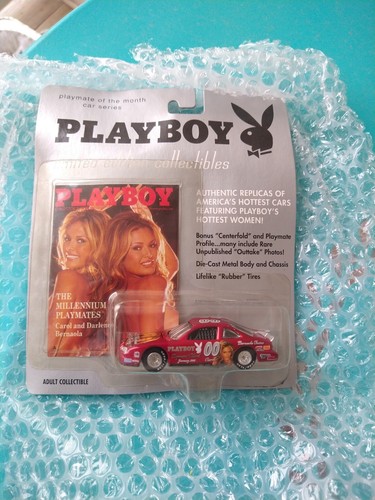 playmate of the month
car series
PLAYBOY
collectibles
PLAYBOY
THE
MILLENNIUM
PLAYMATES
Carol and Darlene
Bernaola
AUTHENTIC REPLICAS OF
AMERICA'S HOTTEST CARS
FEATURING PLAYBOY'S
HOTTEST WOMEN!
Bonus "Centerfold" and Playmate
Profile...many include Rare
Unpublished "Outtake" Photos!
Die-Cast Metal Body and Chassis
Lifelike "Rubber" Tires
PLAYBOY
00
ADULT COLLECTIBLE